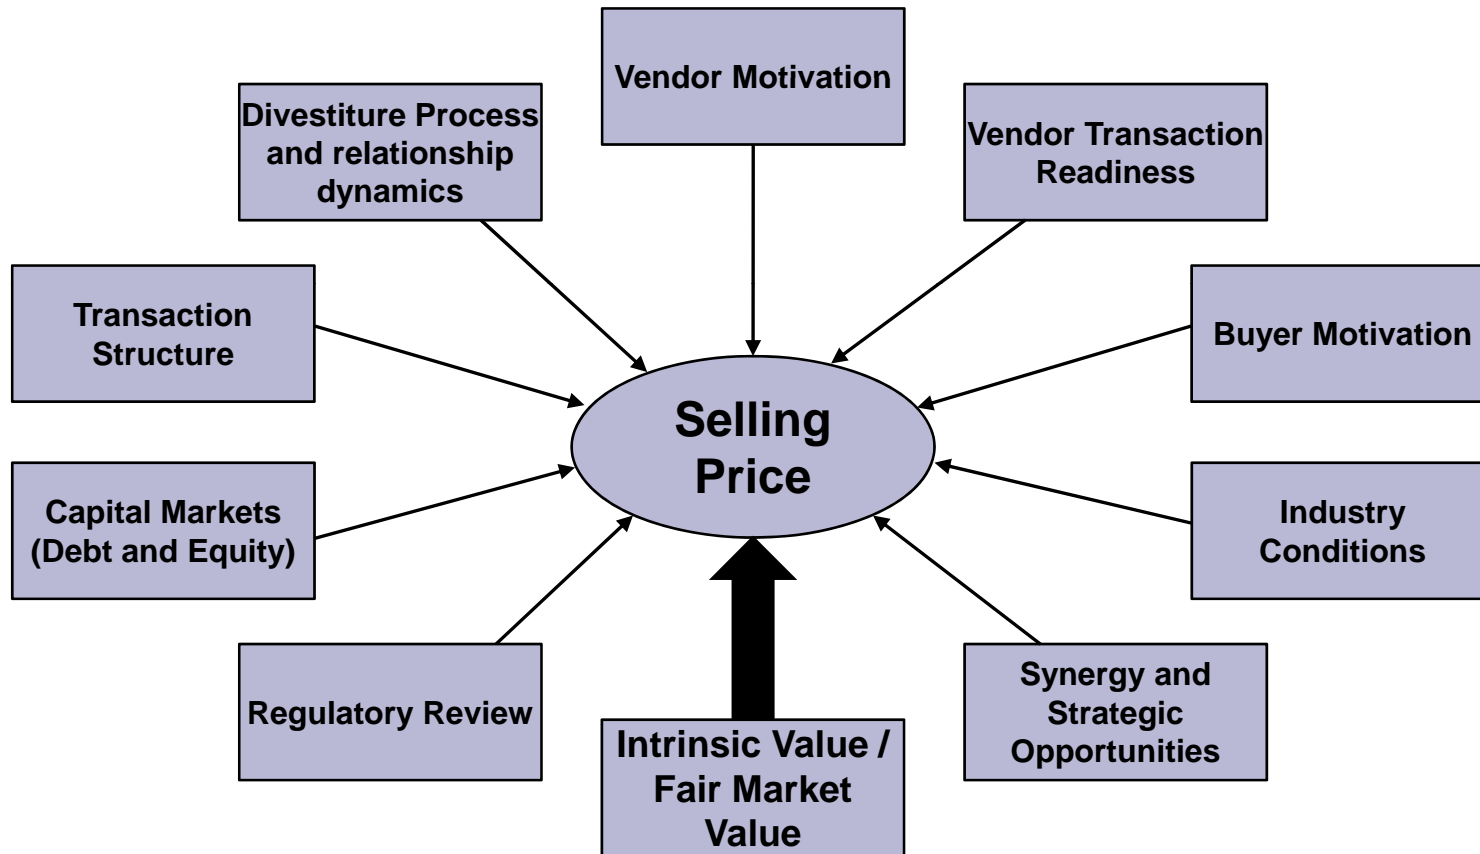 Vendor Motivation
Divestiture Process
and relationship
dynamics
Vendor Transaction
Readiness
Transaction
Structure
Buyer Motivation
Selling
Price
Capital Markets
(Debt and Equity)
Industry
Conditions
Regulatory Review
Synergy and
Strategic
Opportunities
Intrinsic Value /
Fair Market
Value